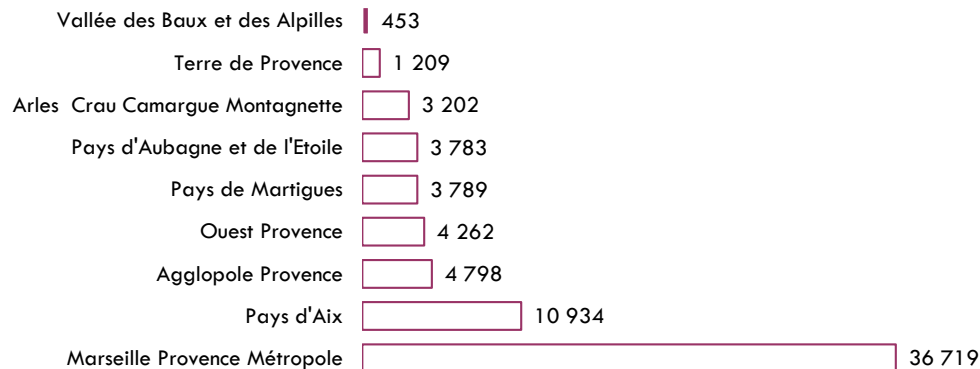 Vallée des Baux et des Alpilles 453
Terre de Provence 1 209
Arles  Crau Camargue Montagnette 3 202
Pays d'Aubagne et de l'Etoile 3 783
Pays de Martigues 3 789
Ouest Provence 4 262
Agglopole Provence 4 798
Pays d'Aix 10 934
Marseille Provence Métropole 36 719